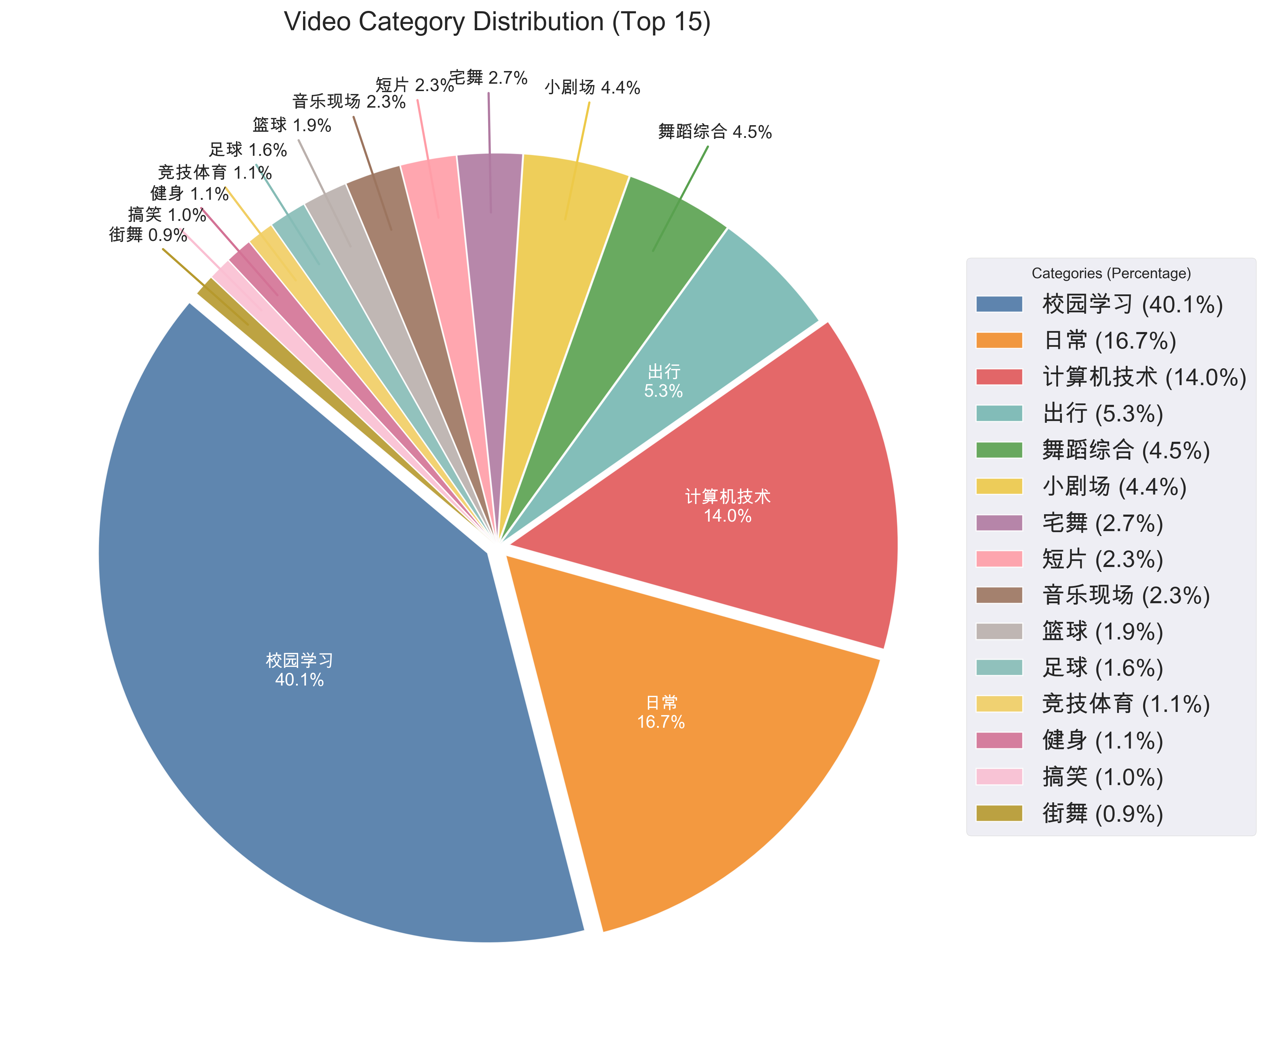 Video Category Distribution (Top 15)
宅舞 2.7%
短片 2.3%
小剧场 4.4%
音乐现场 2.3%
篮球 1.9%
舞蹈综合 4.5%
足球 1.6%
竞技体育 1.1%
健身 1.1%
搞笑 1.0%
街舞 0.9%
出行
5.3%
计算机技术
14.0%
校园学习
40.1%
日常
16.7%
Categories (Percentage)
校园学习 (40.1%)
日常 (16.7%)
计算机技术 (14.0%)
出行 (5.3%)
舞蹈综合 (4.5%)
小剧场 (4.4%)
宅舞 (2.7%)
短片 (2.3%)
音乐现场 (2.3%)
篮球 (1.9%)
足球 (1.6%)
竞技体育 (1.1%)
健身 (1.1%)
搞笑 (1.0%)
街舞 (0.9%)